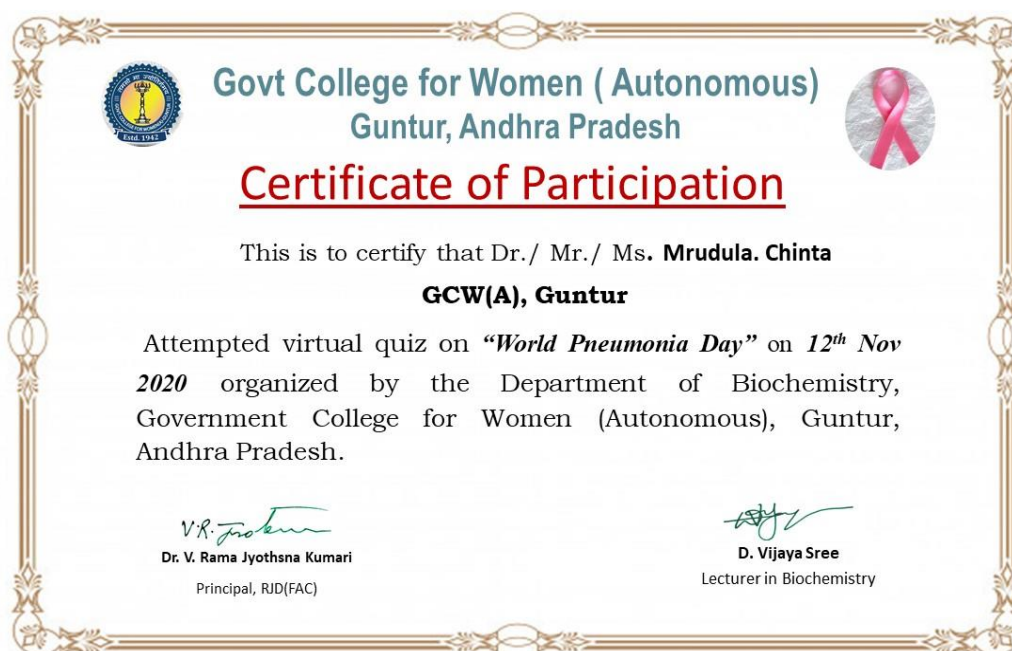 Govt College for Women ( Autonomous)
Guntur, Andhra Pradesh
Estd. 1942
Certificate of Participation
This is to certify that Dr./ Mr./ Ms. Mrudula. Chinta
GCW(A), Guntur
Attempted virtual quiz on “World Pneumonia Day” on 12th Nov
2020 organized by the Department of Biochemistry,
Government College for Women (Autonomous), Guntur,
Andhra Pradesh.
V.R.
Dr. V. Rama Jyothsna Kumari
Principal, RJD(FAC)
D. Vijaya Sree
Lecturer in Biochemistry